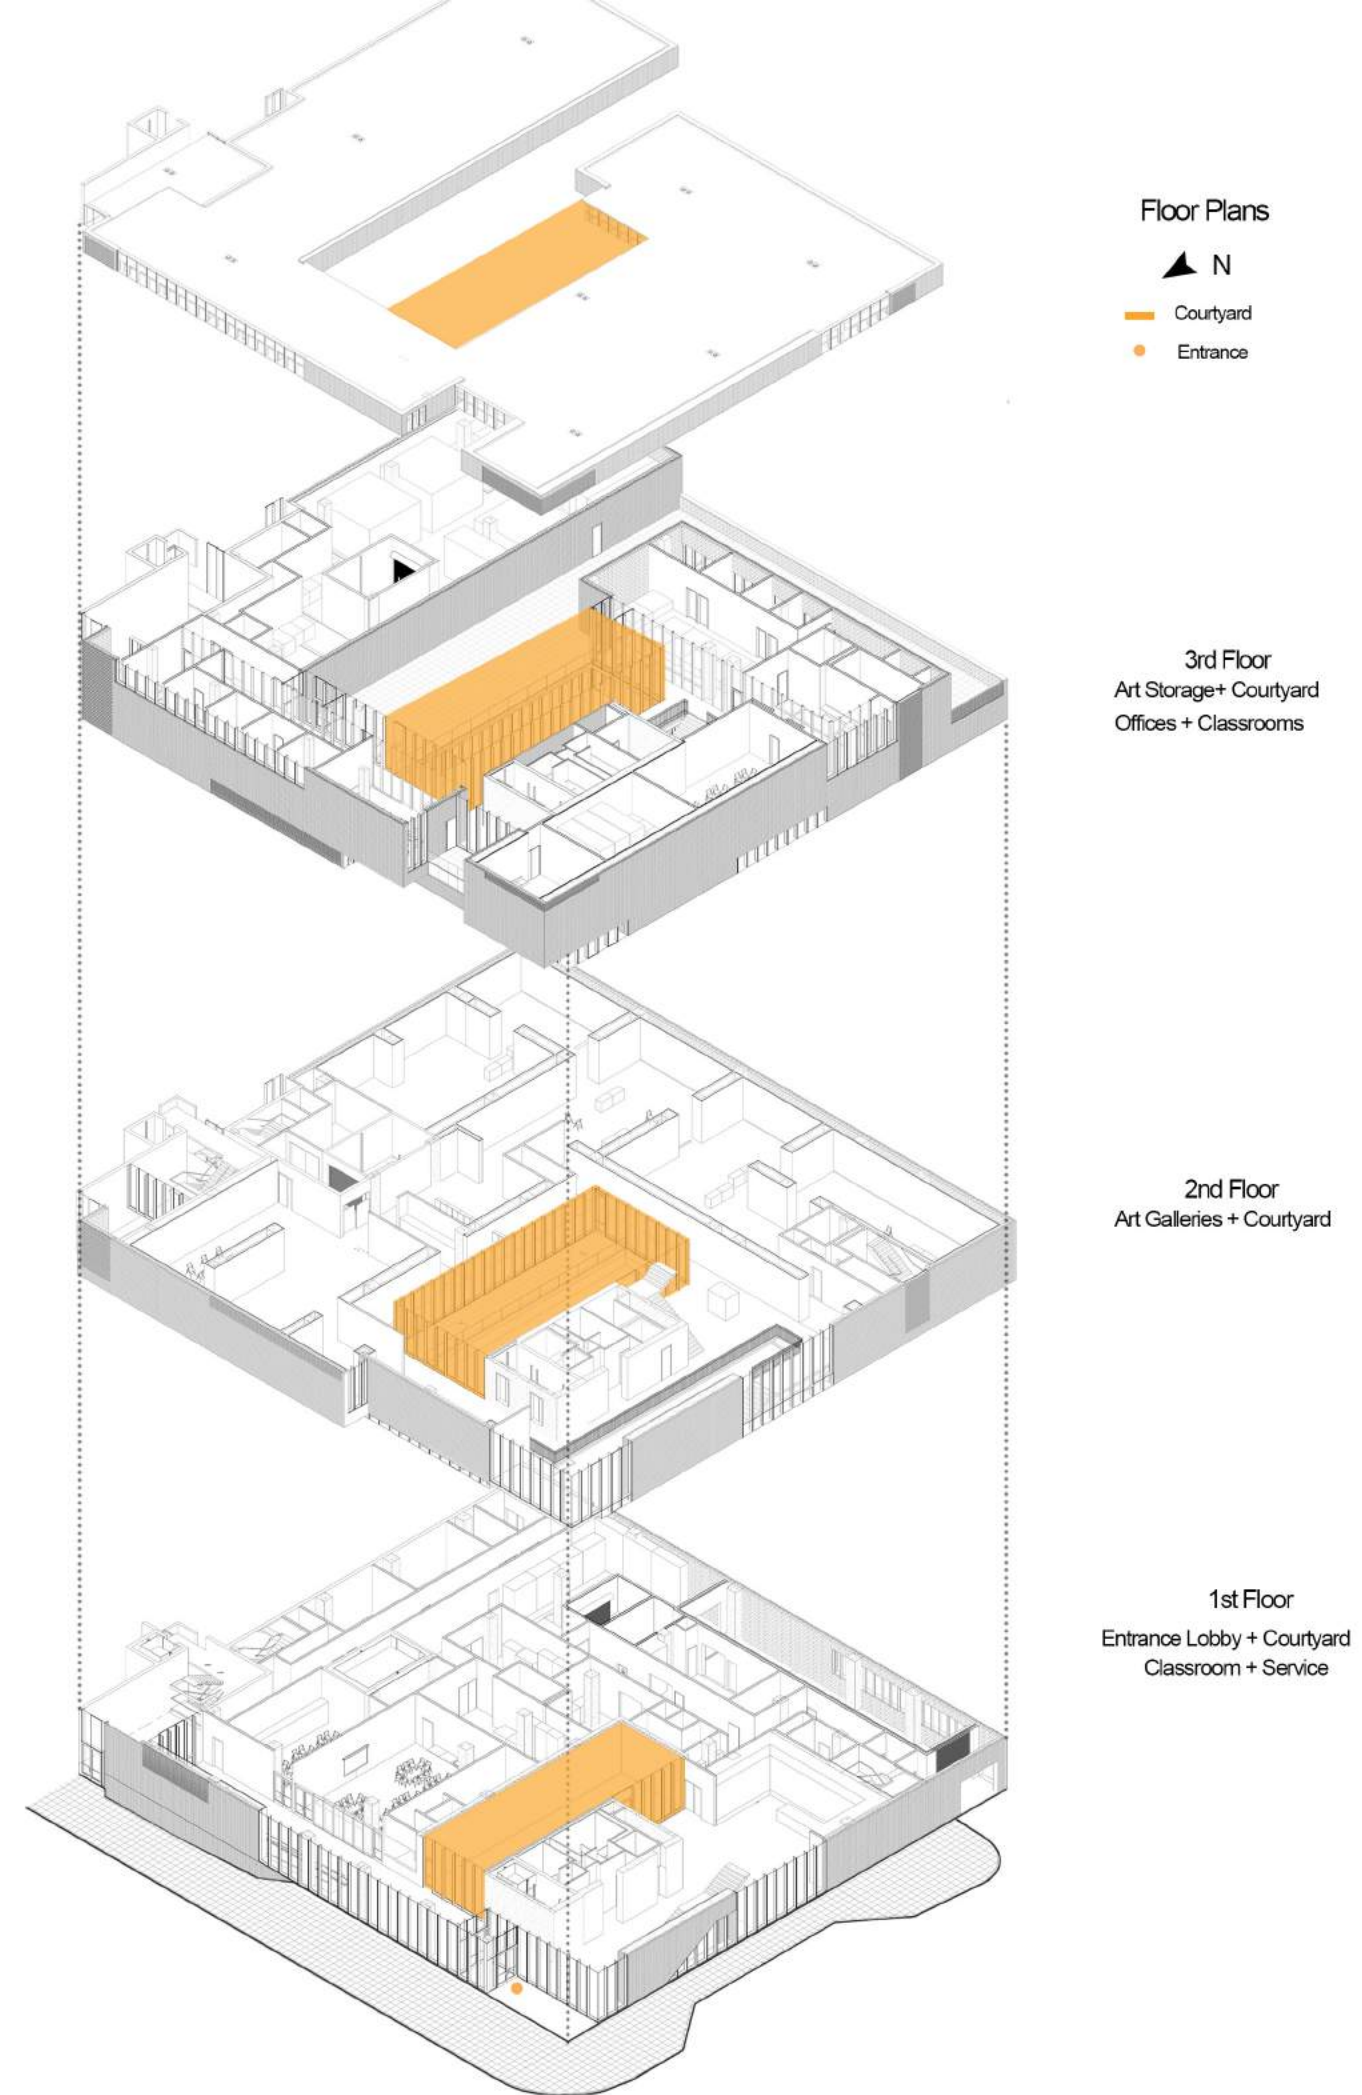 Floor Plans
N
Courtyard
Entrance
3rd Floor
Art Storage+ Courtyard
Offices + Classrooms
2nd Floor
Art Galleries + Courtyard
1st Floor
Entrance Lobby + Courtyard
Classroom + Service